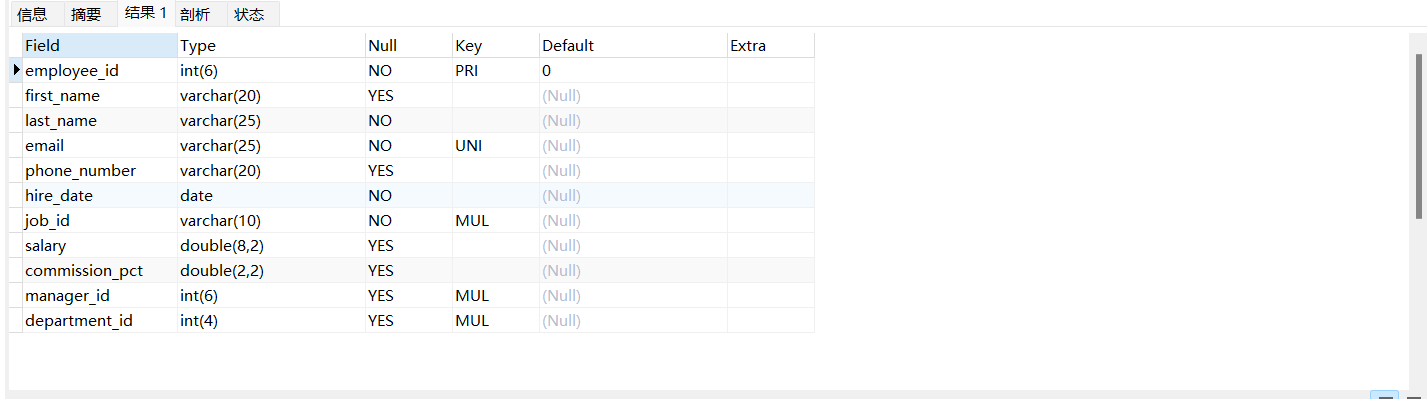 信息 摘要 结果 1 剖析 状态
Field Type Null Key Default Extra
employee_id int(6) NO PRI 0
first_name varchar(20) YES (Null)
last_name varchar(25) NO (Null)
email varchar(25) NO UNI (Null)
phone_number varchar(20) YES (Null)
hire_date date NO (Null)
job_id varchar(10) NO MUL (Null)
salary double(8,2) YES (Null)
commission_pct double(2,2) YES (Null)
manager_id int(6) YES MUL (Null)
department_id int(4) YES MUL (Null)